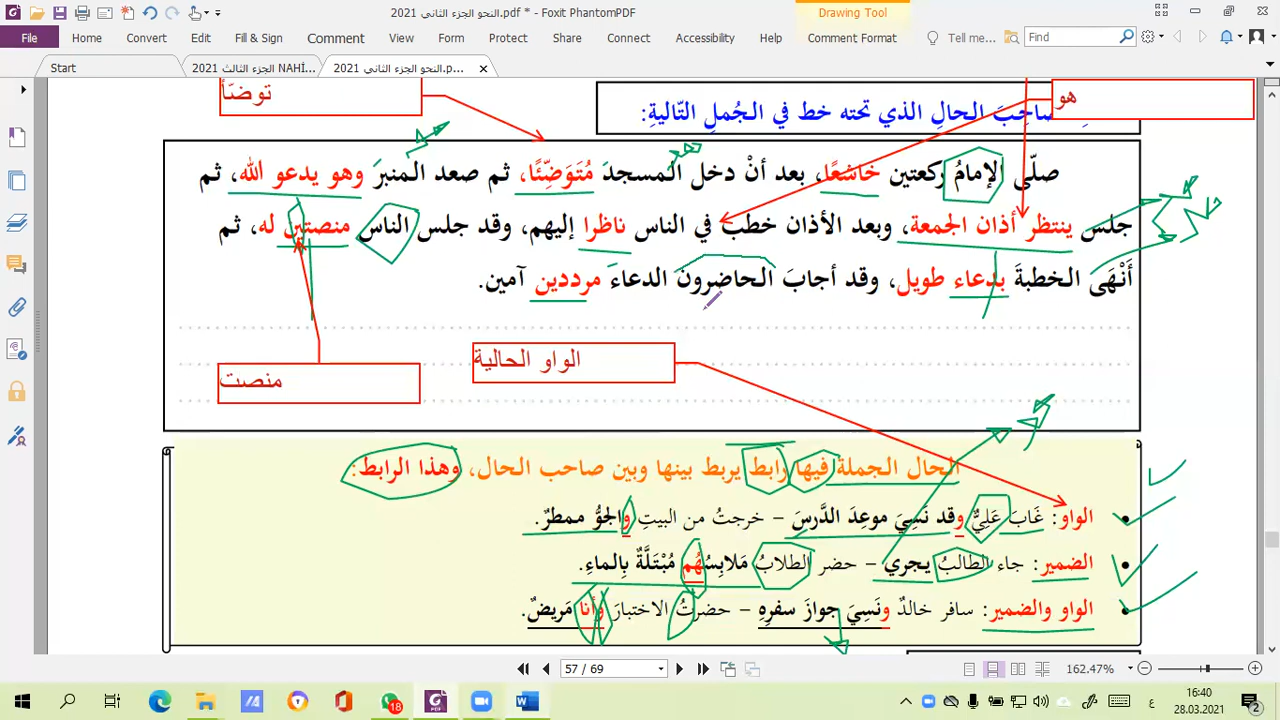 النحو الجزء الثاني 2021.pdf * - Foxit PhantomPDF
Drawing Tool
File Home Convert Edit Fill & Sign Comment View Form Protect Share Connect Accessibility Help Comment Format Tell me... Find
Start
الجزء الثالث NAHİ... 2021
النحو الجزء الثاني 2021.p...
توضّأ
هو
صاحِبَ الحالِ الذي تحته خط في الجُملِ التّاليةِ:
صلّى الإمامُ ركعتين خاشعًا، بعد أنْ دخل المسجدَ مُتَوَضِّئًا، ثم صعد المنبرَ وهو يدعو الله، ثم
جلس ينتظر أذان الجمعة، وبعد الأذان خطب في الناس ناظرا إليهم، وقد جلس الناس منصتين له، ثم
أَنْهَى الخطبةَ بدعاء طويل، وقد أجابَ الحاضرون الدعاءَ مرددين آمين.
الواو الحالية
منصت
الحال الجملة فيها رابط يربط بينها وبين صاحب الحال، وهذا الرابط:
• الواو: غَابَ عَلِيٌّ وقد نَسِيَ موعِدَ الدَّرسَ – خرجتُ من البيتِ والجَوُّ ممطرٌ.
• الضمير: جاء الطالبُ يجري – حضر الطلابُ مَلابِسُهُم مُبْتَلَّةٌ بِالماءِ.
• الواو والضمير: سافر خالدٌ ونَسِيَ جوازَ سفرِهِ – حضرتُ الاختبارَ وأنا مَريضٌ.
57 / 69
162.47%
18
ع
16:40
28.03.2021
2